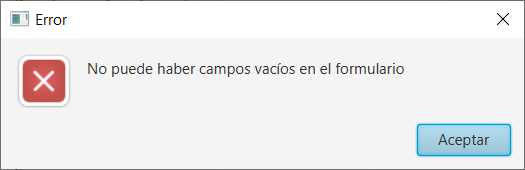 Error
No puede haber campos vacíos en el formulario
Aceptar